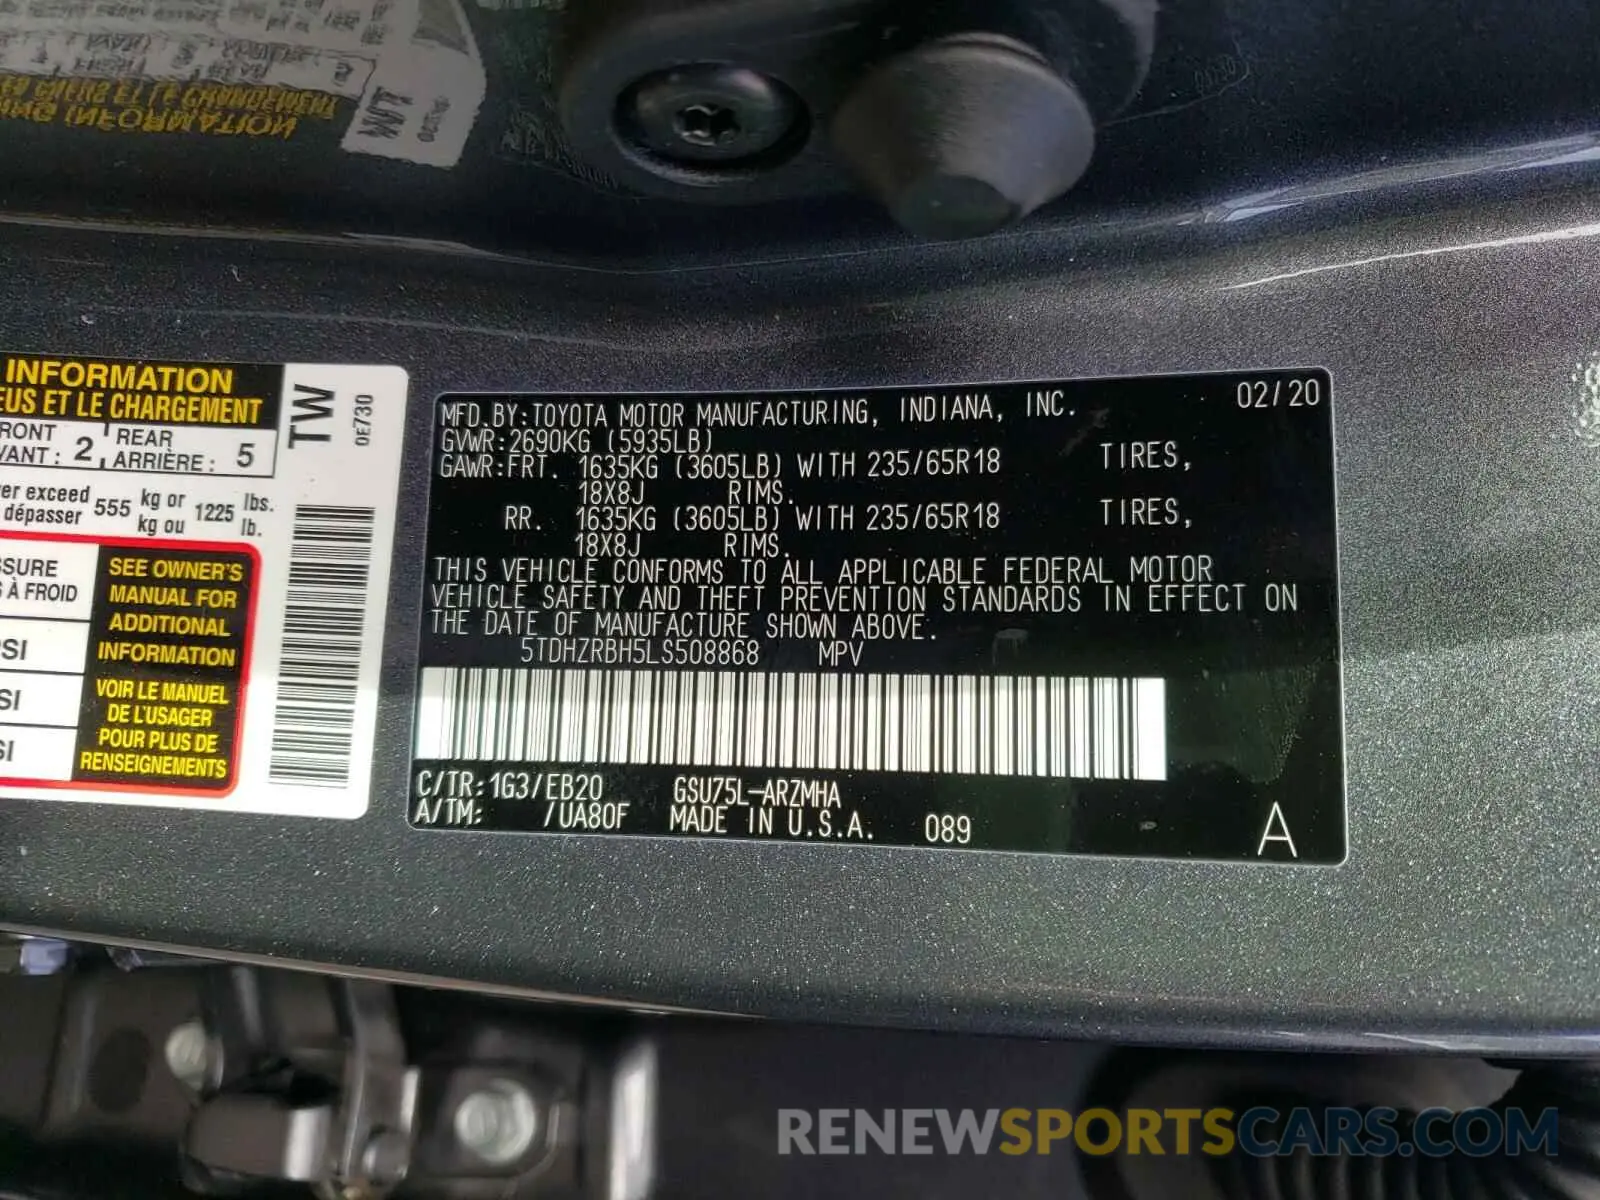 INFORMATION
EUS ET LE CHARGEMENT
RONT
VANT : 2
REAR
ARRIÈRE : 5
ver exceed
dépasser 555 kg or
kg ou 1225 lbs.
lb.
SSURE
S À FROID
SEE OWNER'S
MANUAL FOR
ADDITIONAL
INFORMATION
VOIR LE MANUEL
DE L'USAGER
POUR PLUS DE
RENSEIGNEMENTS
SI
SI
SI
TW
0E730
MFD.BY:TOYOTA MOTOR MANUFACTURING, INDIANA, INC. 02/20
GVWR:2690KG (5935LB)
GAWR:FRT. 1635KG (3605LB) WITH 235/65R18 TIRES,
18X8J RIMS.
RR. 1635KG (3605LB) WITH 235/65R18 TIRES,
18X8J RIMS.
THIS VEHICLE CONFORMS TO ALL APPLICABLE FEDERAL MOTOR
VEHICLE SAFETY AND THEFT PREVENTION STANDARDS IN EFFECT ON
THE DATE OF MANUFACTURE SHOWN ABOVE.
5TDHZRBH5LS508868 MPV
C/TR:1G3/EB20 GSU75L-ARZMHA
A/TM: /UA80F MADE IN U.S.A. 089 A
RENEWSPORTSCARS.COM